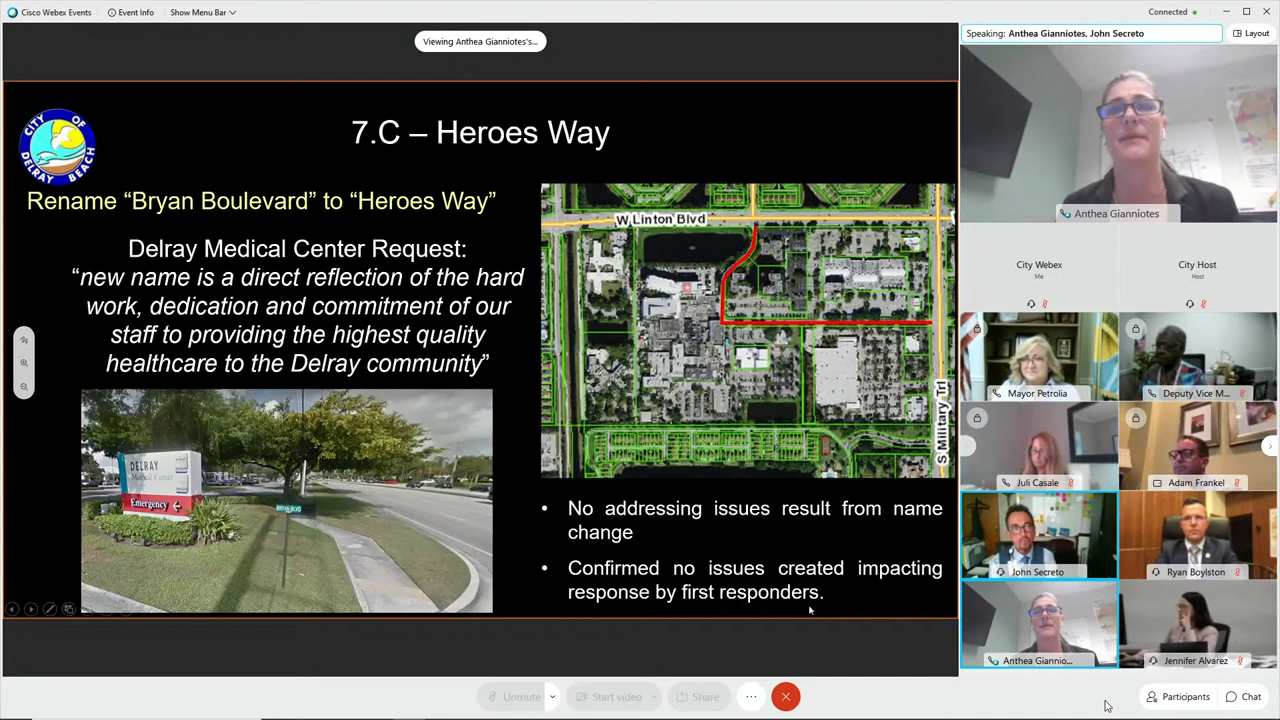 Cisco Webex Events
Event Info
Show Menu Bar
Connected
Viewing Anthea Gianniotes's...
Speaking: Anthea Gianniotes, John Secreto
Layout
CITY OF
DELRAY BEACH
7.C – Heroes Way
Rename “Bryan Boulevard” to “Heroes Way”
Delray Medical Center Request:
“new name is a direct reflection of the hard
work, dedication and commitment of our
staff to providing the highest quality
healthcare to the Delray community”
W Linton Blvd
S Military Trl
DELRAY
Medical Center
Emergency
BRYAN BLVD
• No addressing issues result from name
change
• Confirmed no issues created impacting
response by first responders.
Anthea Gianniotes
City Webex
Me
City Host
Host
Mayor Petrolia
Deputy Vice M...
Juli Casale
Adam Frankel
John Secreto
Ryan Boylston
Anthea Giannio...
Jennifer Alvarez
Unmute
Start video
Share
Participants
Chat